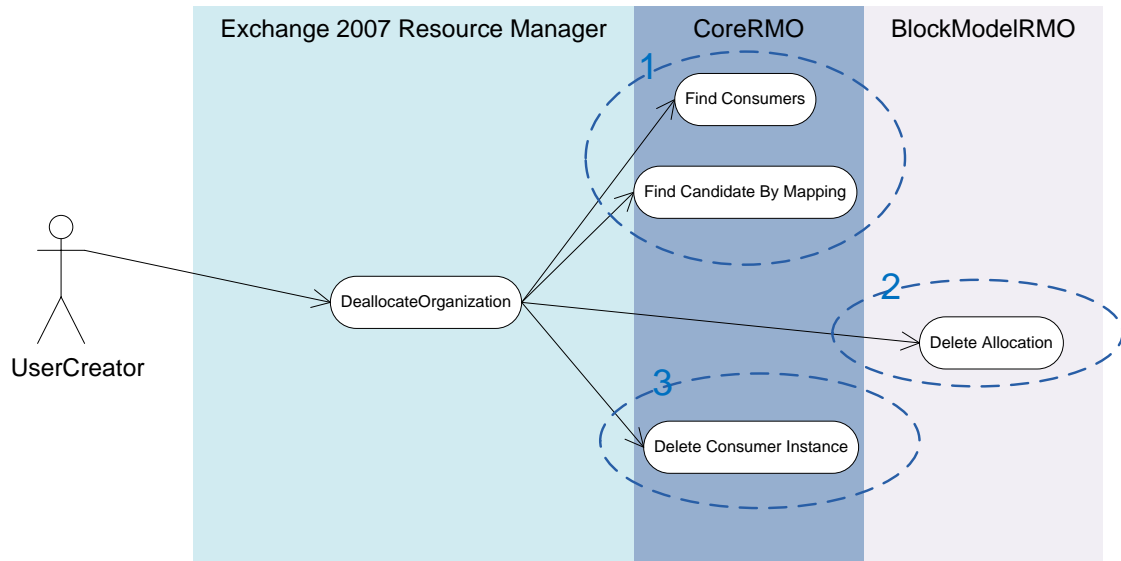 Exchange 2007 Resource Manager
CoreRMO
BlockModelRMO
1
Find Consumers
Find Candidate By Mapping
UserCreator
DeallocateOrganization
2
Delete Allocation
3
Delete Consumer Instance